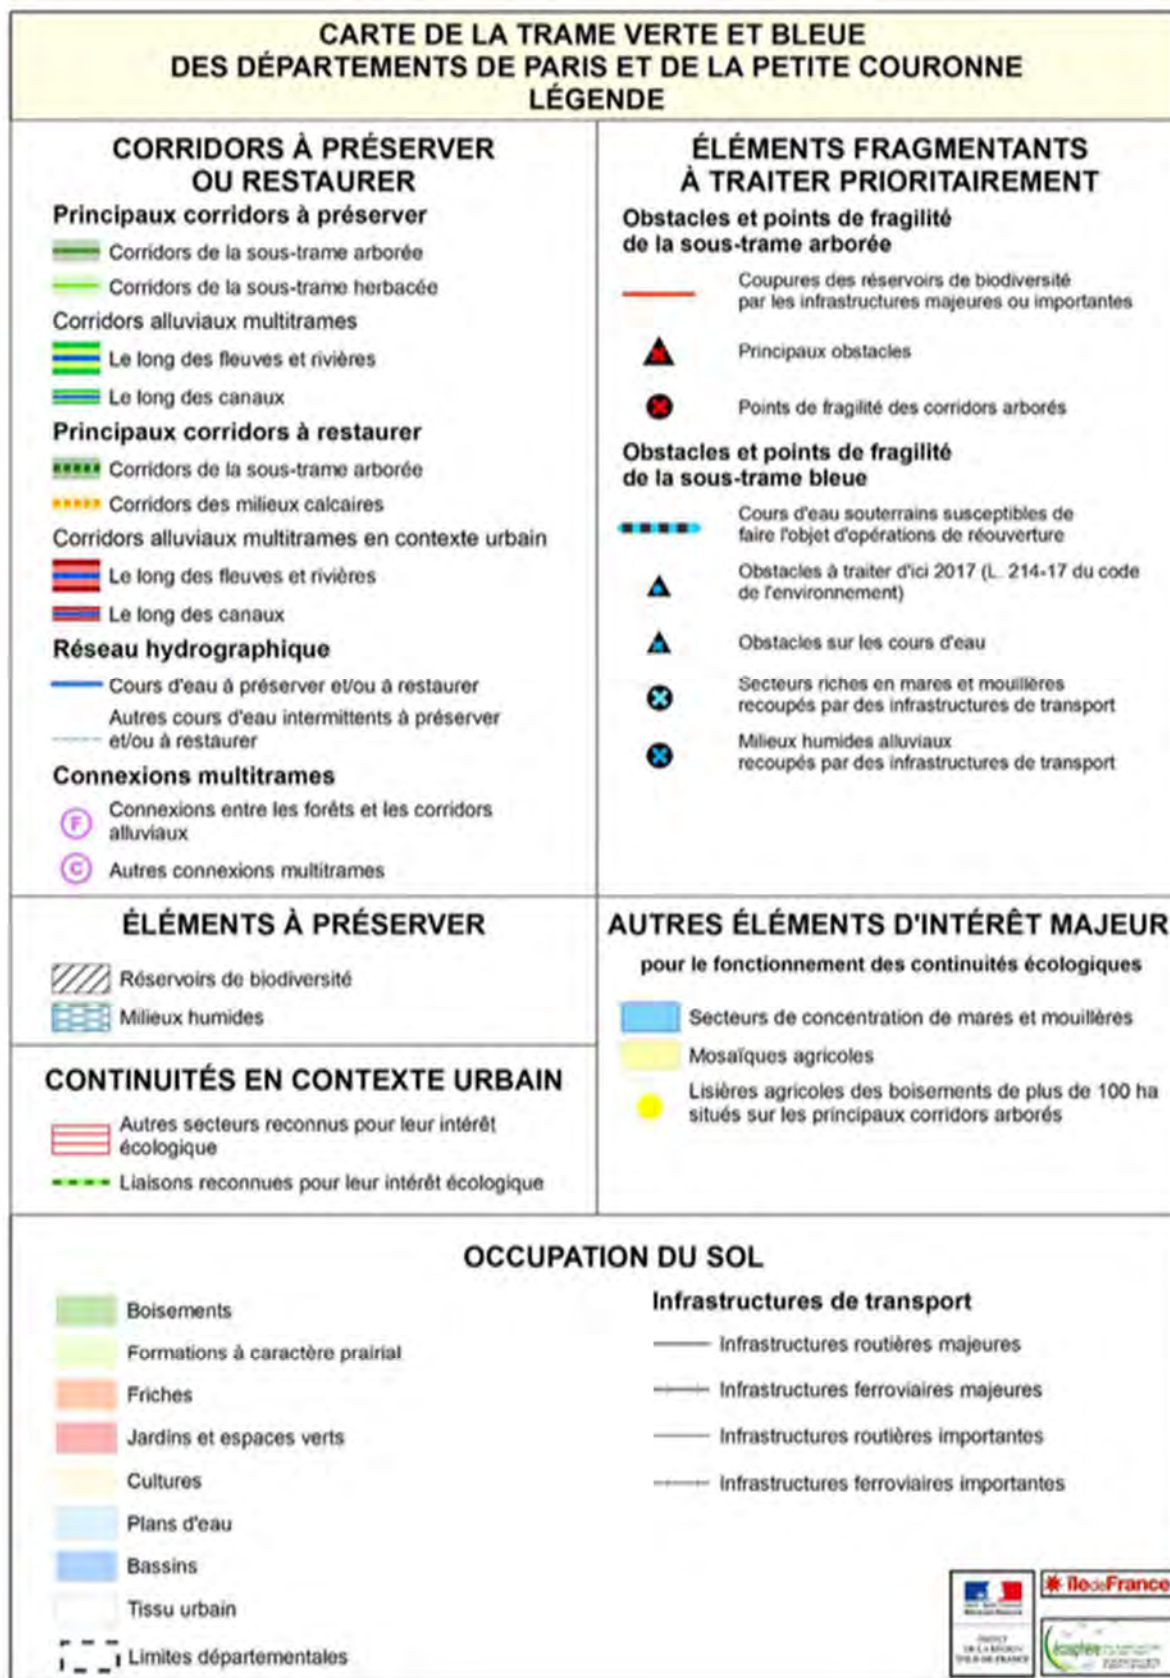 CARTE DE LA TRAME VERTE ET BLEUE
DES DÉPARTEMENTS DE PARIS ET DE LA PETITE COURONNE
LÉGENDE
CORRIDORS À PRÉSERVER
OU RESTAURER
Principaux corridors à préserver
Corridors de la sous-trame arborée
Corridors de la sous-trame herbacée
Corridors alluviaux multitrames
Le long des fleuves et rivières
Le long des canaux
Principaux corridors à restaurer
Corridors de la sous-trame arborée
Corridors des milieux calcaires
Corridors alluviaux multitrames en contexte urbain
Le long des fleuves et rivières
Le long des canaux
Réseau hydrographique
Cours d'eau à préserver et/ou à restaurer
Autres cours d'eau intermittents à préserver
et/ou à restaurer
Connexions multitrames
F
Connexions entre les forêts et les corridors
alluviaux
C
Autres connexions multitrames
ÉLÉMENTS FRAGMENTANTS
À TRAITER PRIORITAIREMENT
Obstacles et points de fragilité
de la sous-trame arborée
Coupures des réservoirs de biodiversité
par les infrastructures majeures ou importantes
Principaux obstacles
Points de fragilité des corridors arborés
Obstacles et points de fragilité
de la sous-trame bleue
Cours d'eau souterrains susceptibles de
faire l'objet d'opérations de réouverture
Obstacles à traiter d'ici 2017 (L. 214-17 du code
de l'environnement)
Obstacles sur les cours d'eau
Secteurs riches en mares et mouillères
recoupés par des infrastructures de transport
Milieux humides alluviaux
recoupés par des infrastructures de transport
ÉLÉMENTS À PRÉSERVER
Réservoirs de biodiversité
Milieux humides
CONTINUITÉS EN CONTEXTE URBAIN
Autres secteurs reconnus pour leur intérêt
écologique
Liaisons reconnues pour leur intérêt écologique
AUTRES ÉLÉMENTS D'INTÉRÊT MAJEUR
pour le fonctionnement des continuités écologiques
Secteurs de concentration de mares et mouillères
Mosaïques agricoles
Lisières agricoles des boisements de plus de 100 ha
situés sur les principaux corridors arborés
OCCUPATION DU SOL
Boisements
Formations à caractère prairial
Friches
Jardins et espaces verts
Cultures
Plans d'eau
Bassins
Tissu urbain
Limites départementales
Infrastructures de transport
Infrastructures routières majeures
Infrastructures ferroviaires majeures
Infrastructures routières importantes
Infrastructures ferroviaires importantes
PRÉFET
DE LA RÉGION
D'ILE-DE-FRANCE
île de France